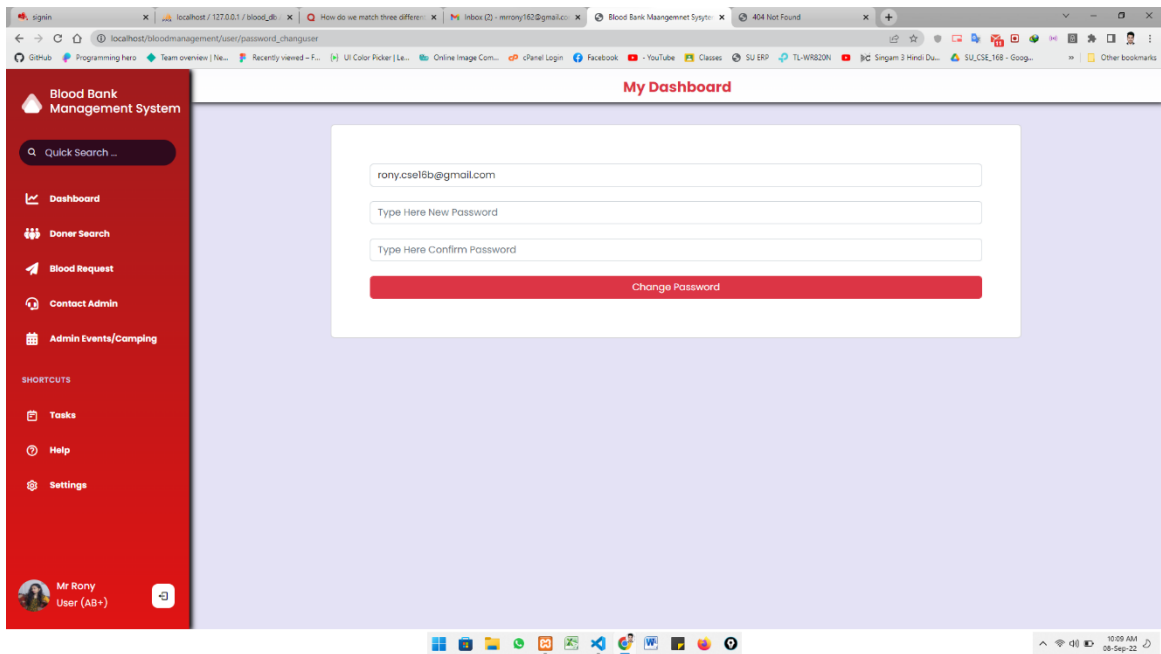 signin
localhost / 127.0.0.1 / blood_db
How do we match three different
Inbox (2) - mrrony162@gmail.co
Blood Bank Maangemnet Sysyte
404 Not Found
localhost/bloodmanagement/user/password_changuser
GitHub
Programming hero
Team overview | Ne...
Recently viewed – F...
UI Color Picker | Le...
Online Image Com...
cPanel Login
Facebook
- YouTube
Classes
SU ERP
TL-WR820N
Singam 3 Hindi Du...
SU_CSE_16B - Goog...
Other bookmarks
Blood Bank
Management System
My Dashboard
Quick Search ...
rony.cse16b@gmail.com
Dashboard
Type Here New Password
Doner Search
Type Here Confirm Password
Blood Request
Change Password
Contact Admin
Admin Events/Camping
SHORTCUTS
Tasks
Help
Settings
Mr Rony
User (AB+)
10:09 AM
08-Sep-22